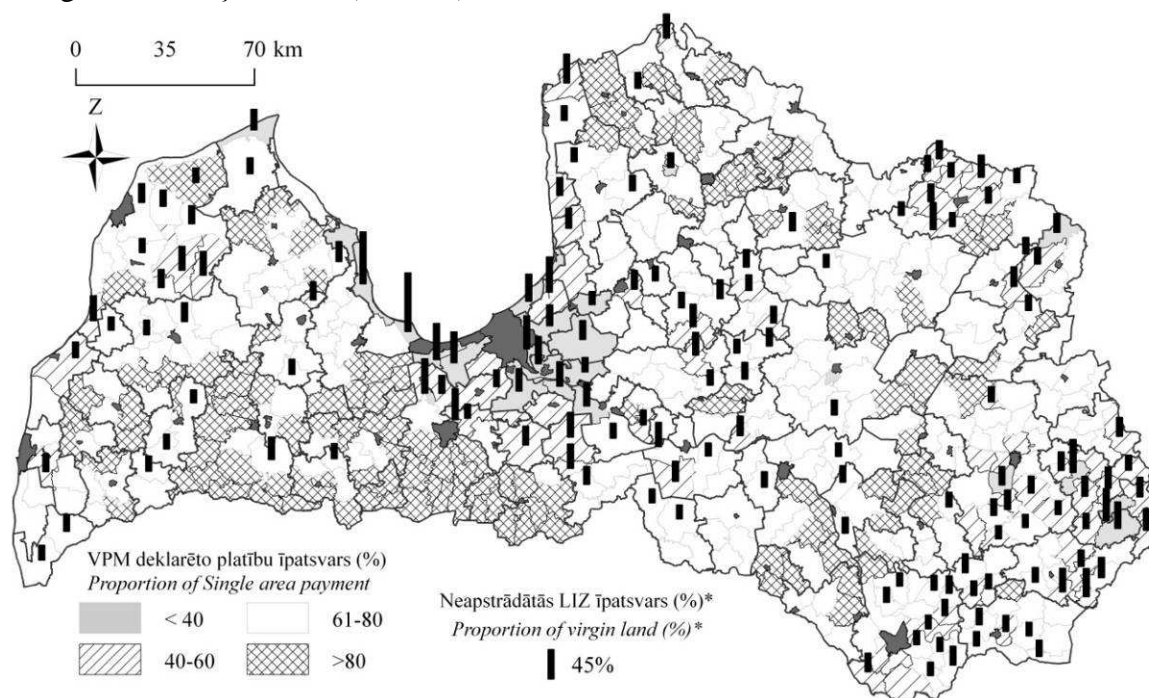 0 35 70 km
Z
VPM deklarēto platību īpatsvars (%)
Proportion of Single area payment
< 40
61-80
40-60
>80
Neapstrādātās LIZ īpatsvars (%)*
Proportion of virgin land (%)*
45%